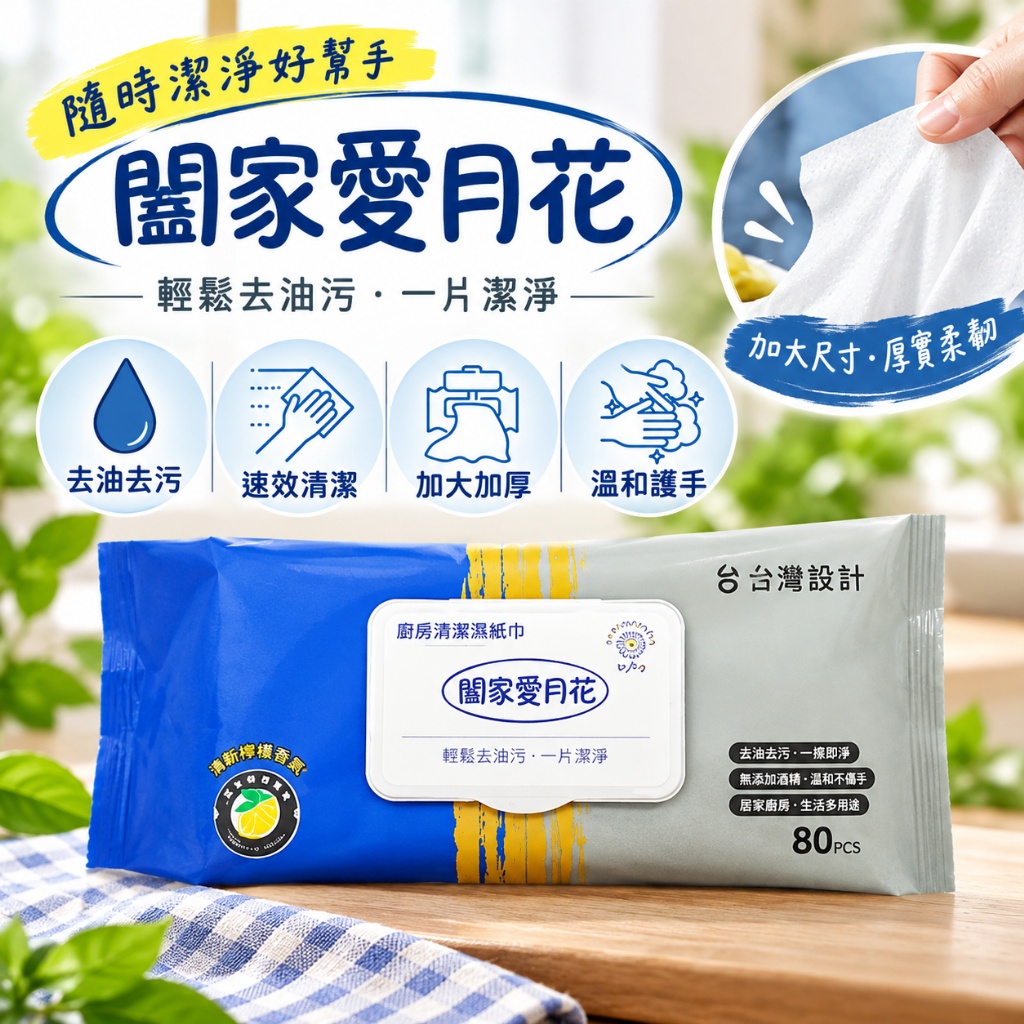 隨時潔淨好幫手
闔家愛月花
輕鬆去油污・一片潔淨
加大尺寸・厚實柔韌
去油去污
速效清潔
加大加厚
溫和護手
台灣設計
廚房清潔濕紙巾
闔家愛月花
輕鬆去油污・一片潔淨
清新檸檬香氣
去油去污・一擦即淨
無添加酒精・溫和不傷手
居家廚房・生活多用途
80PCS